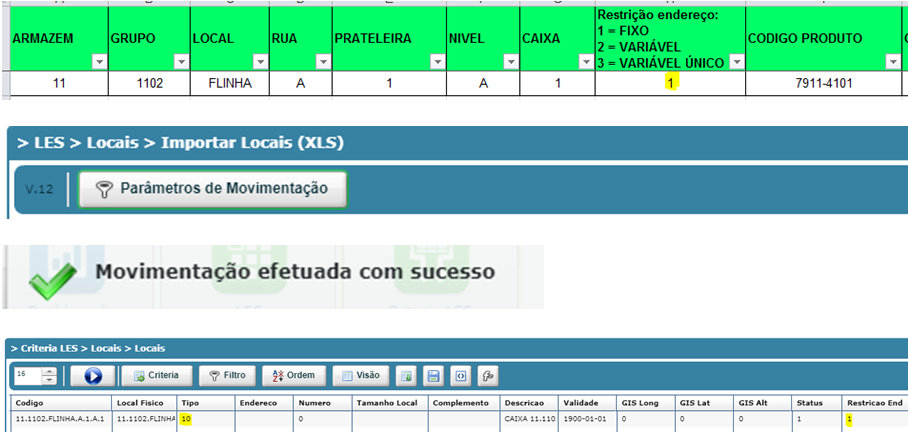 Restrição endereço:
1 = FIXO
2 = VARIÁVEL
3 = VARIÁVEL ÚNICO
ARMAZEM GRUPO LOCAL RUA PRATELEIRA NIVEL CAIXA CODIGO PRODUTO
11 1102 FLINHA A 1 A 1 1 7911-4101
> LES > Locais > Importar Locais (XLS)
V.12 Parâmetros de Movimentação
Movimentação efetuada com sucesso
> Criteria LES > Locais > Locais
16 Criteria Filtro Ordem Visão
Codigo Local Fisico Tipo Endereco Numero Tamanho Local Complemento Descricao Validade GIS Long GIS Lat GIS Alt Status Restricao End
11.1102.FLINHA.A.1.A.1 11.1102.FLINHA 10 0 CAIXA 11.110 1900-01-01 0 0 0 1 1